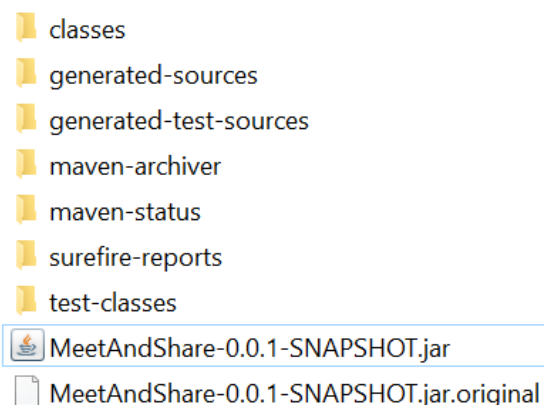 classes
generated-sources
generated-test-sources
maven-archiver
maven-status
surefire-reports
test-classes
MeetAndShare-0.0.1-SNAPSHOT.jar
MeetAndShare-0.0.1-SNAPSHOT.jar.original